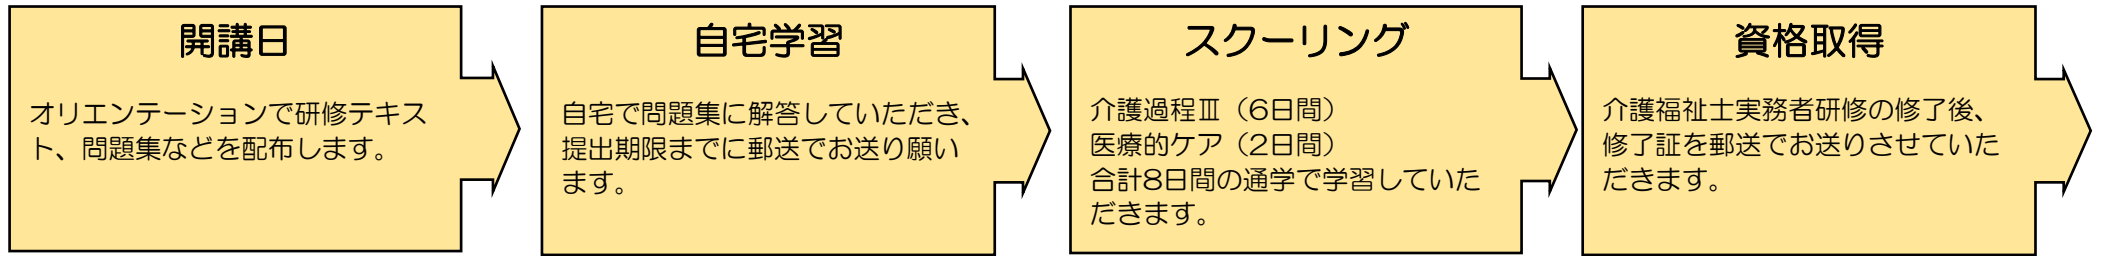 開講日
オリエンテーションで研修テキス
ト、問題集などを配布します。
自宅学習
自宅で問題集に解答していただき、
提出期限までに郵送でお送り願い
ます。
スクーリング
介護過程Ⅲ（6日間）
医療的ケア（2日間）
合計8日間の通学で学習していた
だきます。
資格取得
介護福祉士実務者研修の修了後、
修了証を郵送でお送りさせていた
だきます。